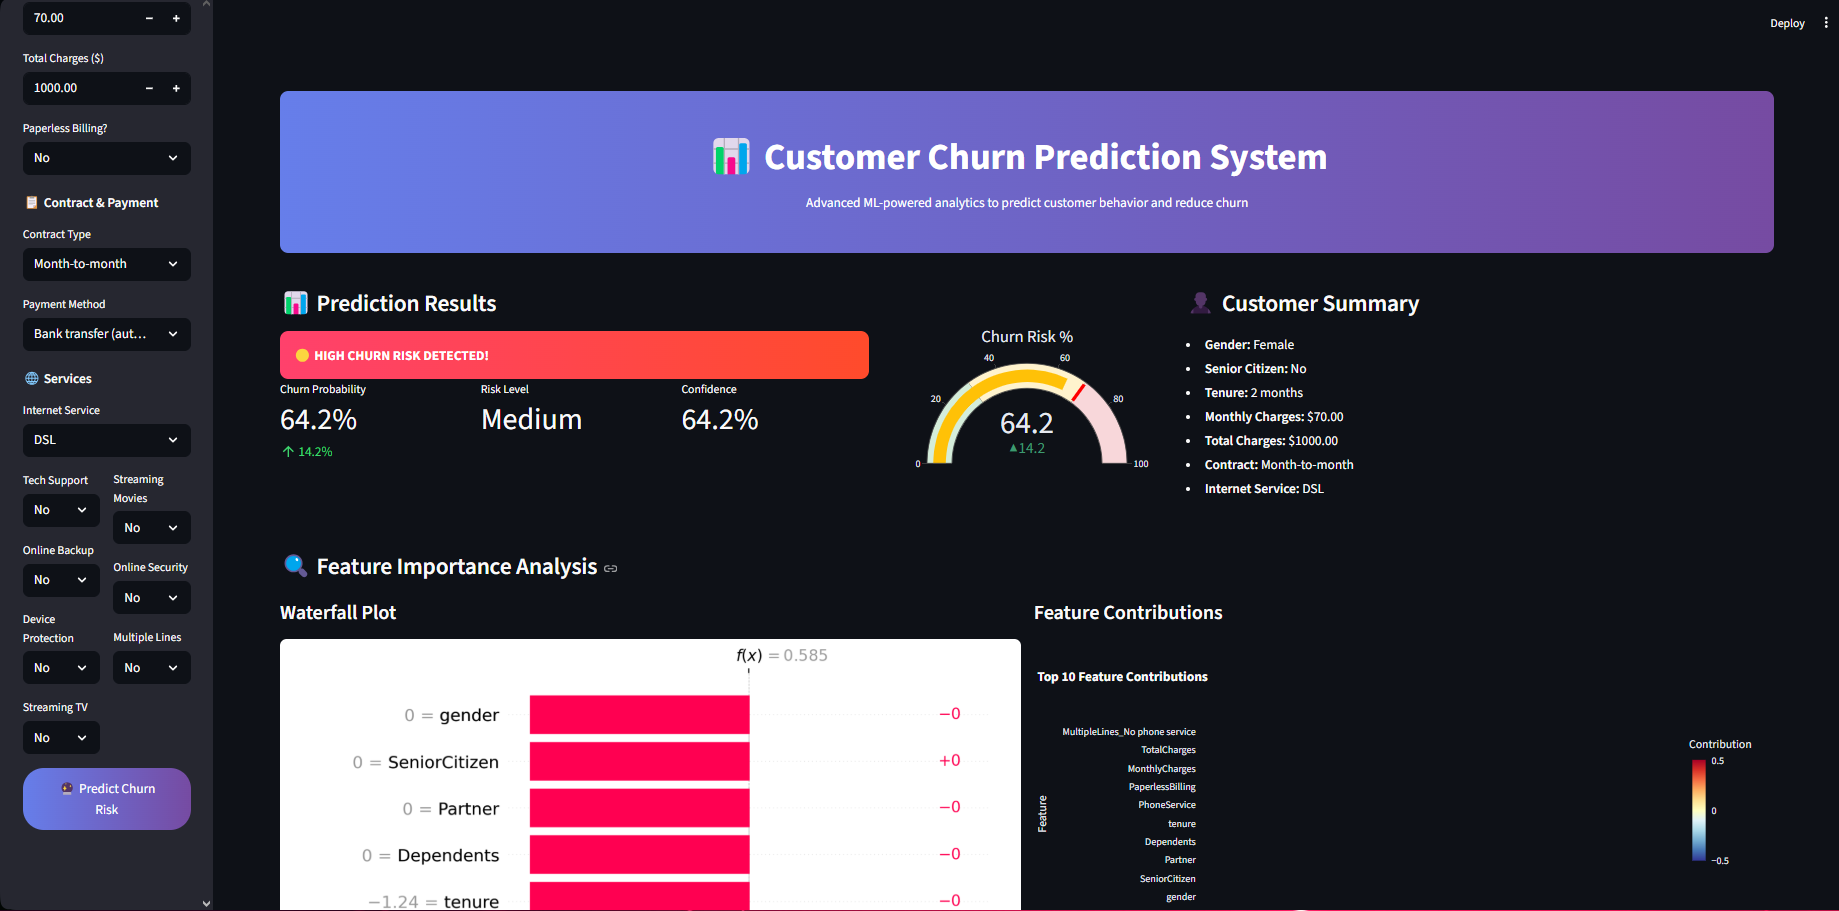 70.00
Total Charges ($)
1000.00
Paperless Billing?
No
Contract & Payment
Contract Type
Month-to-month
Payment Method
Bank transfer (aut...
Services
Internet Service
DSL
Tech Support
No
Streaming
Movies
No
Online Backup
No
Online Security
No
Device
Protection
No
Multiple Lines
No
Streaming TV
No
Predict Churn
Risk
Deploy
Customer Churn Prediction System
Advanced ML-powered analytics to predict customer behavior and reduce churn
Prediction Results
HIGH CHURN RISK DETECTED!
Churn Probability
64.2%
↑ 14.2%
Risk Level
Medium
Confidence
64.2%
Churn Risk %
0
20
40
60
80
100
64.2
▲14.2
Customer Summary
• Gender: Female
• Senior Citizen: No
• Tenure: 2 months
• Monthly Charges: $70.00
• Total Charges: $1000.00
• Contract: Month-to-month
• Internet Service: DSL
Feature Importance Analysis
Waterfall Plot
f(x) = 0.585
0 = gender −0
0 = SeniorCitizen +0
0 = Partner −0
0 = Dependents −0
−1.24 = tenure −0
Feature Contributions
Top 10 Feature Contributions
Feature
MultipleLines_No phone service
TotalCharges
MonthlyCharges
PaperlessBilling
PhoneService
tenure
Dependents
Partner
SeniorCitizen
gender
Contribution
0.5
0
−0.5